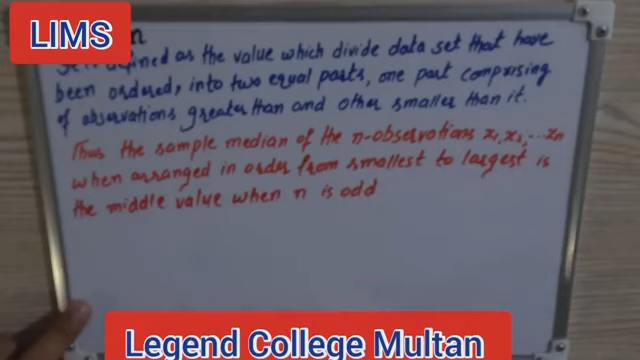 LIMS
defined as the value which divide data set that have
been ordered, into two equal parts, one part comprising
of observations greater than and other smaller than it.
Thus the sample median of the n-observations x₁, x₂, ... xₙ
when arranged in order from smallest to largest is
the middle value when n is odd
Legend College Multan